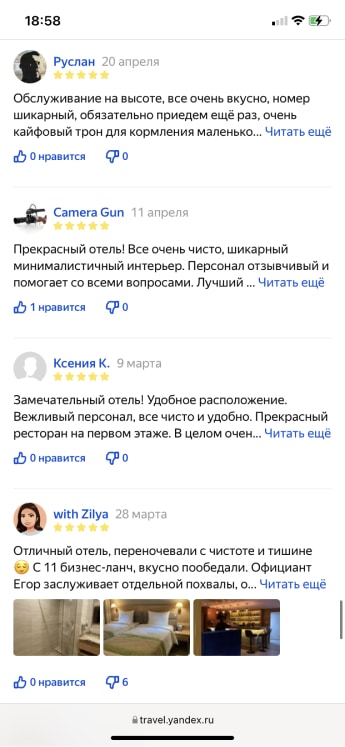 18:58
Руслан 20 апреля
Обслуживание на высоте, все очень вкусно, номер
шикарный, обязательно приедем ещё раз, очень
кайфовый трон для кормления маленько... Читать ещё
0 нравится 0
Camera Gun 11 апреля
Прекрасный отель! Все очень чисто, шикарный
минималистичный интерьер. Персонал отзывчивый и
помогает со всеми вопросами. Лучший ... Читать ещё
1 нравится 0
Ксения К. 9 марта
Замечательный отель! Удобное расположение.
Вежливый персонал, все чисто и удобно. Прекрасный
ресторан на первом этаже. В целом очен... Читать ещё
0 нравится 0
with Zilya 28 марта
Отличный отель, переночевали с чистоте и тишине
😌 С 11 бизнес-ланч, вкусно пообедали. Официант
Егор заслуживает отдельной похвалы, о... Читать ещё
0 нравится 6
travel.yandex.ru